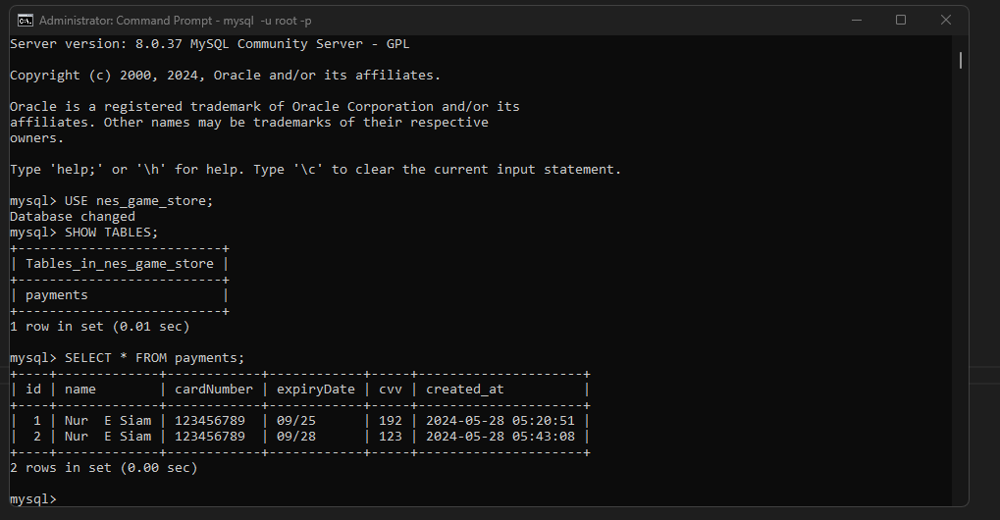 Administrator: Command Prompt - mysql  -u root -p
Server version: 8.0.37 MySQL Community Server - GPL
Copyright (c) 2000, 2024, Oracle and/or its affiliates.
Oracle is a registered trademark of Oracle Corporation and/or its
affiliates. Other names may be trademarks of their respective
owners.
Type 'help;' or '\h' for help. Type '\c' to clear the current input statement.
mysql> USE nes_game_store;
Database changed
mysql> SHOW TABLES;
+--------------------------+
| Tables_in_nes_game_store |
+--------------------------+
| payments                 |
+--------------------------+
1 row in set (0.01 sec)
mysql> SELECT * FROM payments;
+----+-------------+------------+------------+-----+---------------------+
| id | name        | cardNumber | expiryDate | cvv | created_at          |
+----+-------------+------------+------------+-----+---------------------+
|  1 | Nur  E Siam | 123456789  | 09/25      | 192 | 2024-05-28 05:20:51 |
|  2 | Nur  E Siam | 123456789  | 09/28      | 123 | 2024-05-28 05:43:08 |
+----+-------------+------------+------------+-----+---------------------+
2 rows in set (0.00 sec)
mysql>